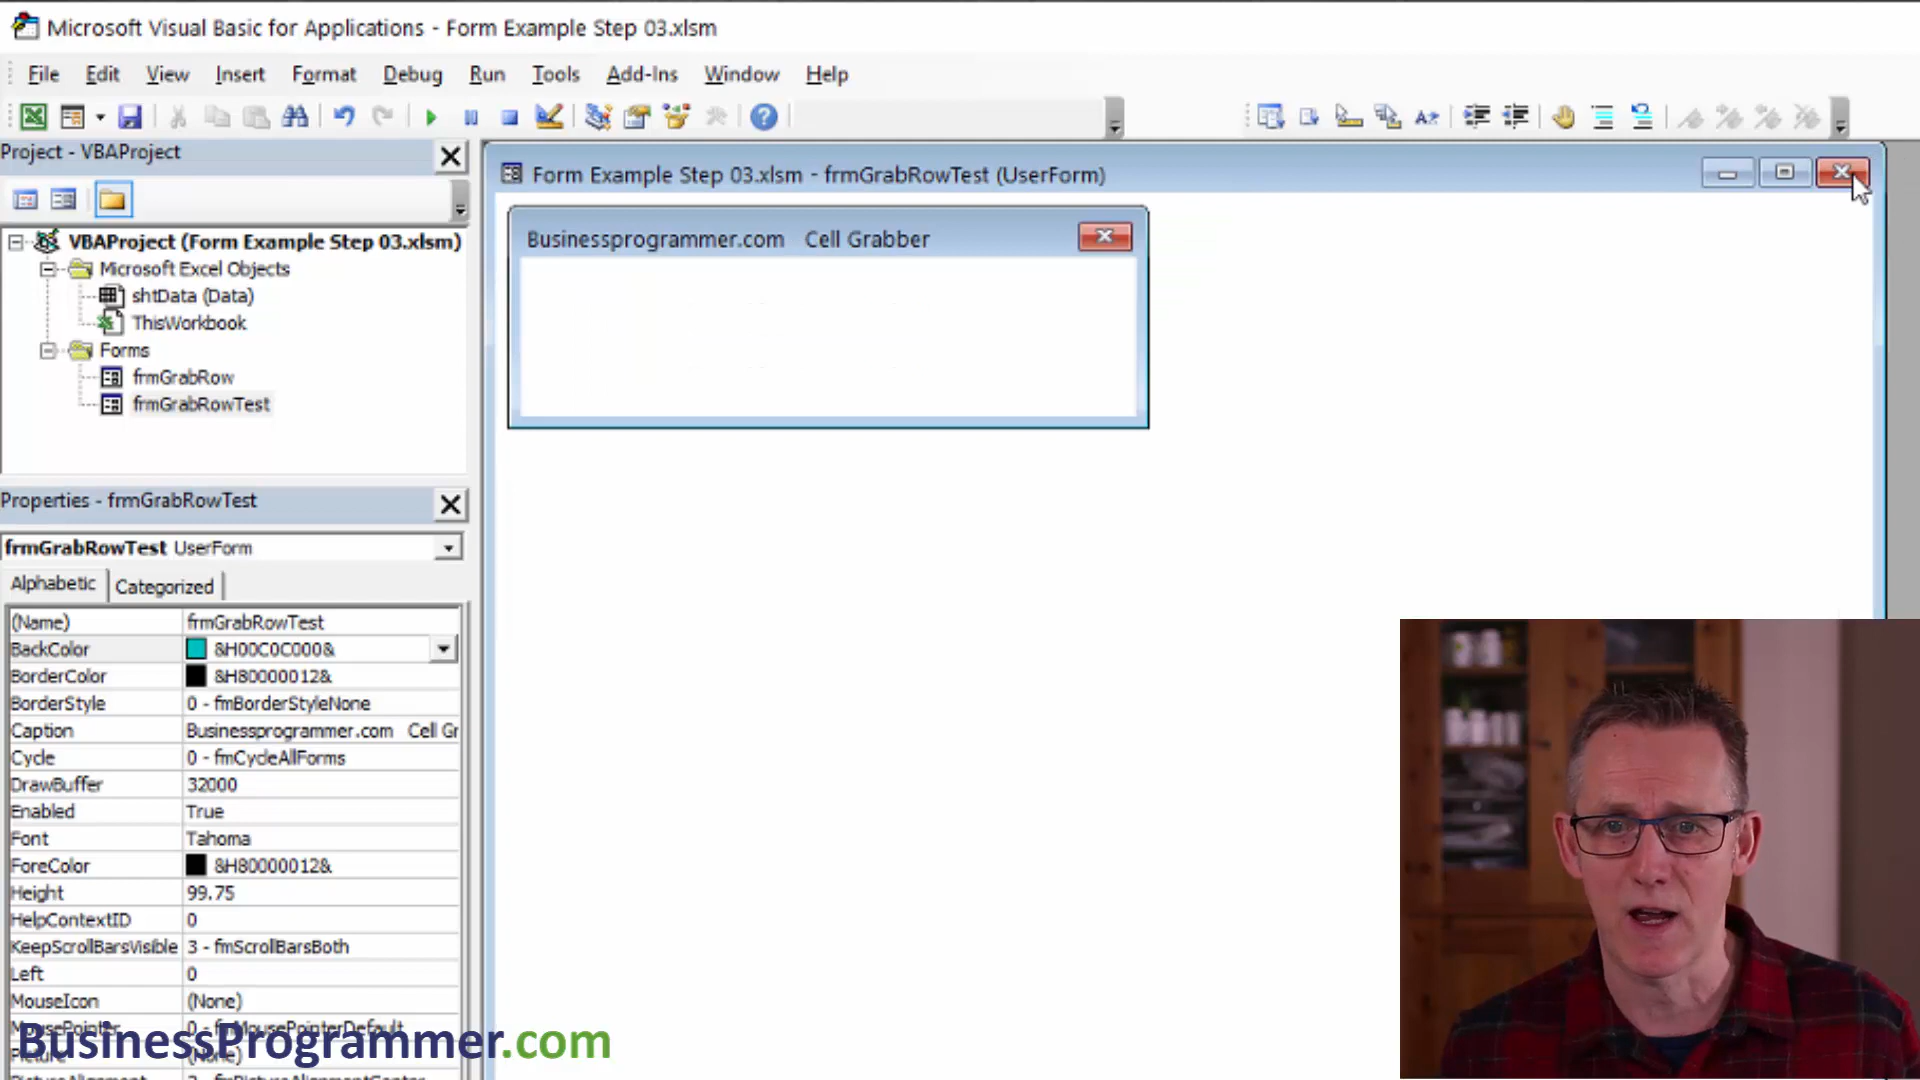 Microsoft Visual Basic for Applications - Form Example Step 03.xlsm
File Edit View Insert Format Debug Run Tools Add-Ins Window Help
Project - VBAProject
VBAProject (Form Example Step 03.xlsm)
Microsoft Excel Objects
shtData (Data)
ThisWorkbook
Forms
frmGrabRow
frmGrabRowTest
Form Example Step 03.xlsm - frmGrabRowTest (UserForm)
Businessprogrammer.com Cell Grabber
Properties - frmGrabRowTest
frmGrabRowTest UserForm
Alphabetic Categorized
(Name) frmGrabRowTest
BackColor &H00C0C000&
BorderColor &H80000012&
BorderStyle 0 - fmBorderStyleNone
Caption Businessprogrammer.com Cell Gr
Cycle 0 - fmCycleAllForms
DrawBuffer 32000
Enabled True
Font Tahoma
ForeColor &H80000012&
Height 99.75
HelpContextID 0
KeepScrollBarsVisible 3 - fmScrollBarsBoth
Left 0
MouseIcon (None)
MousePointer 0 - fmMousePointerDefault
Picture (None)
BusinessProgrammer.com